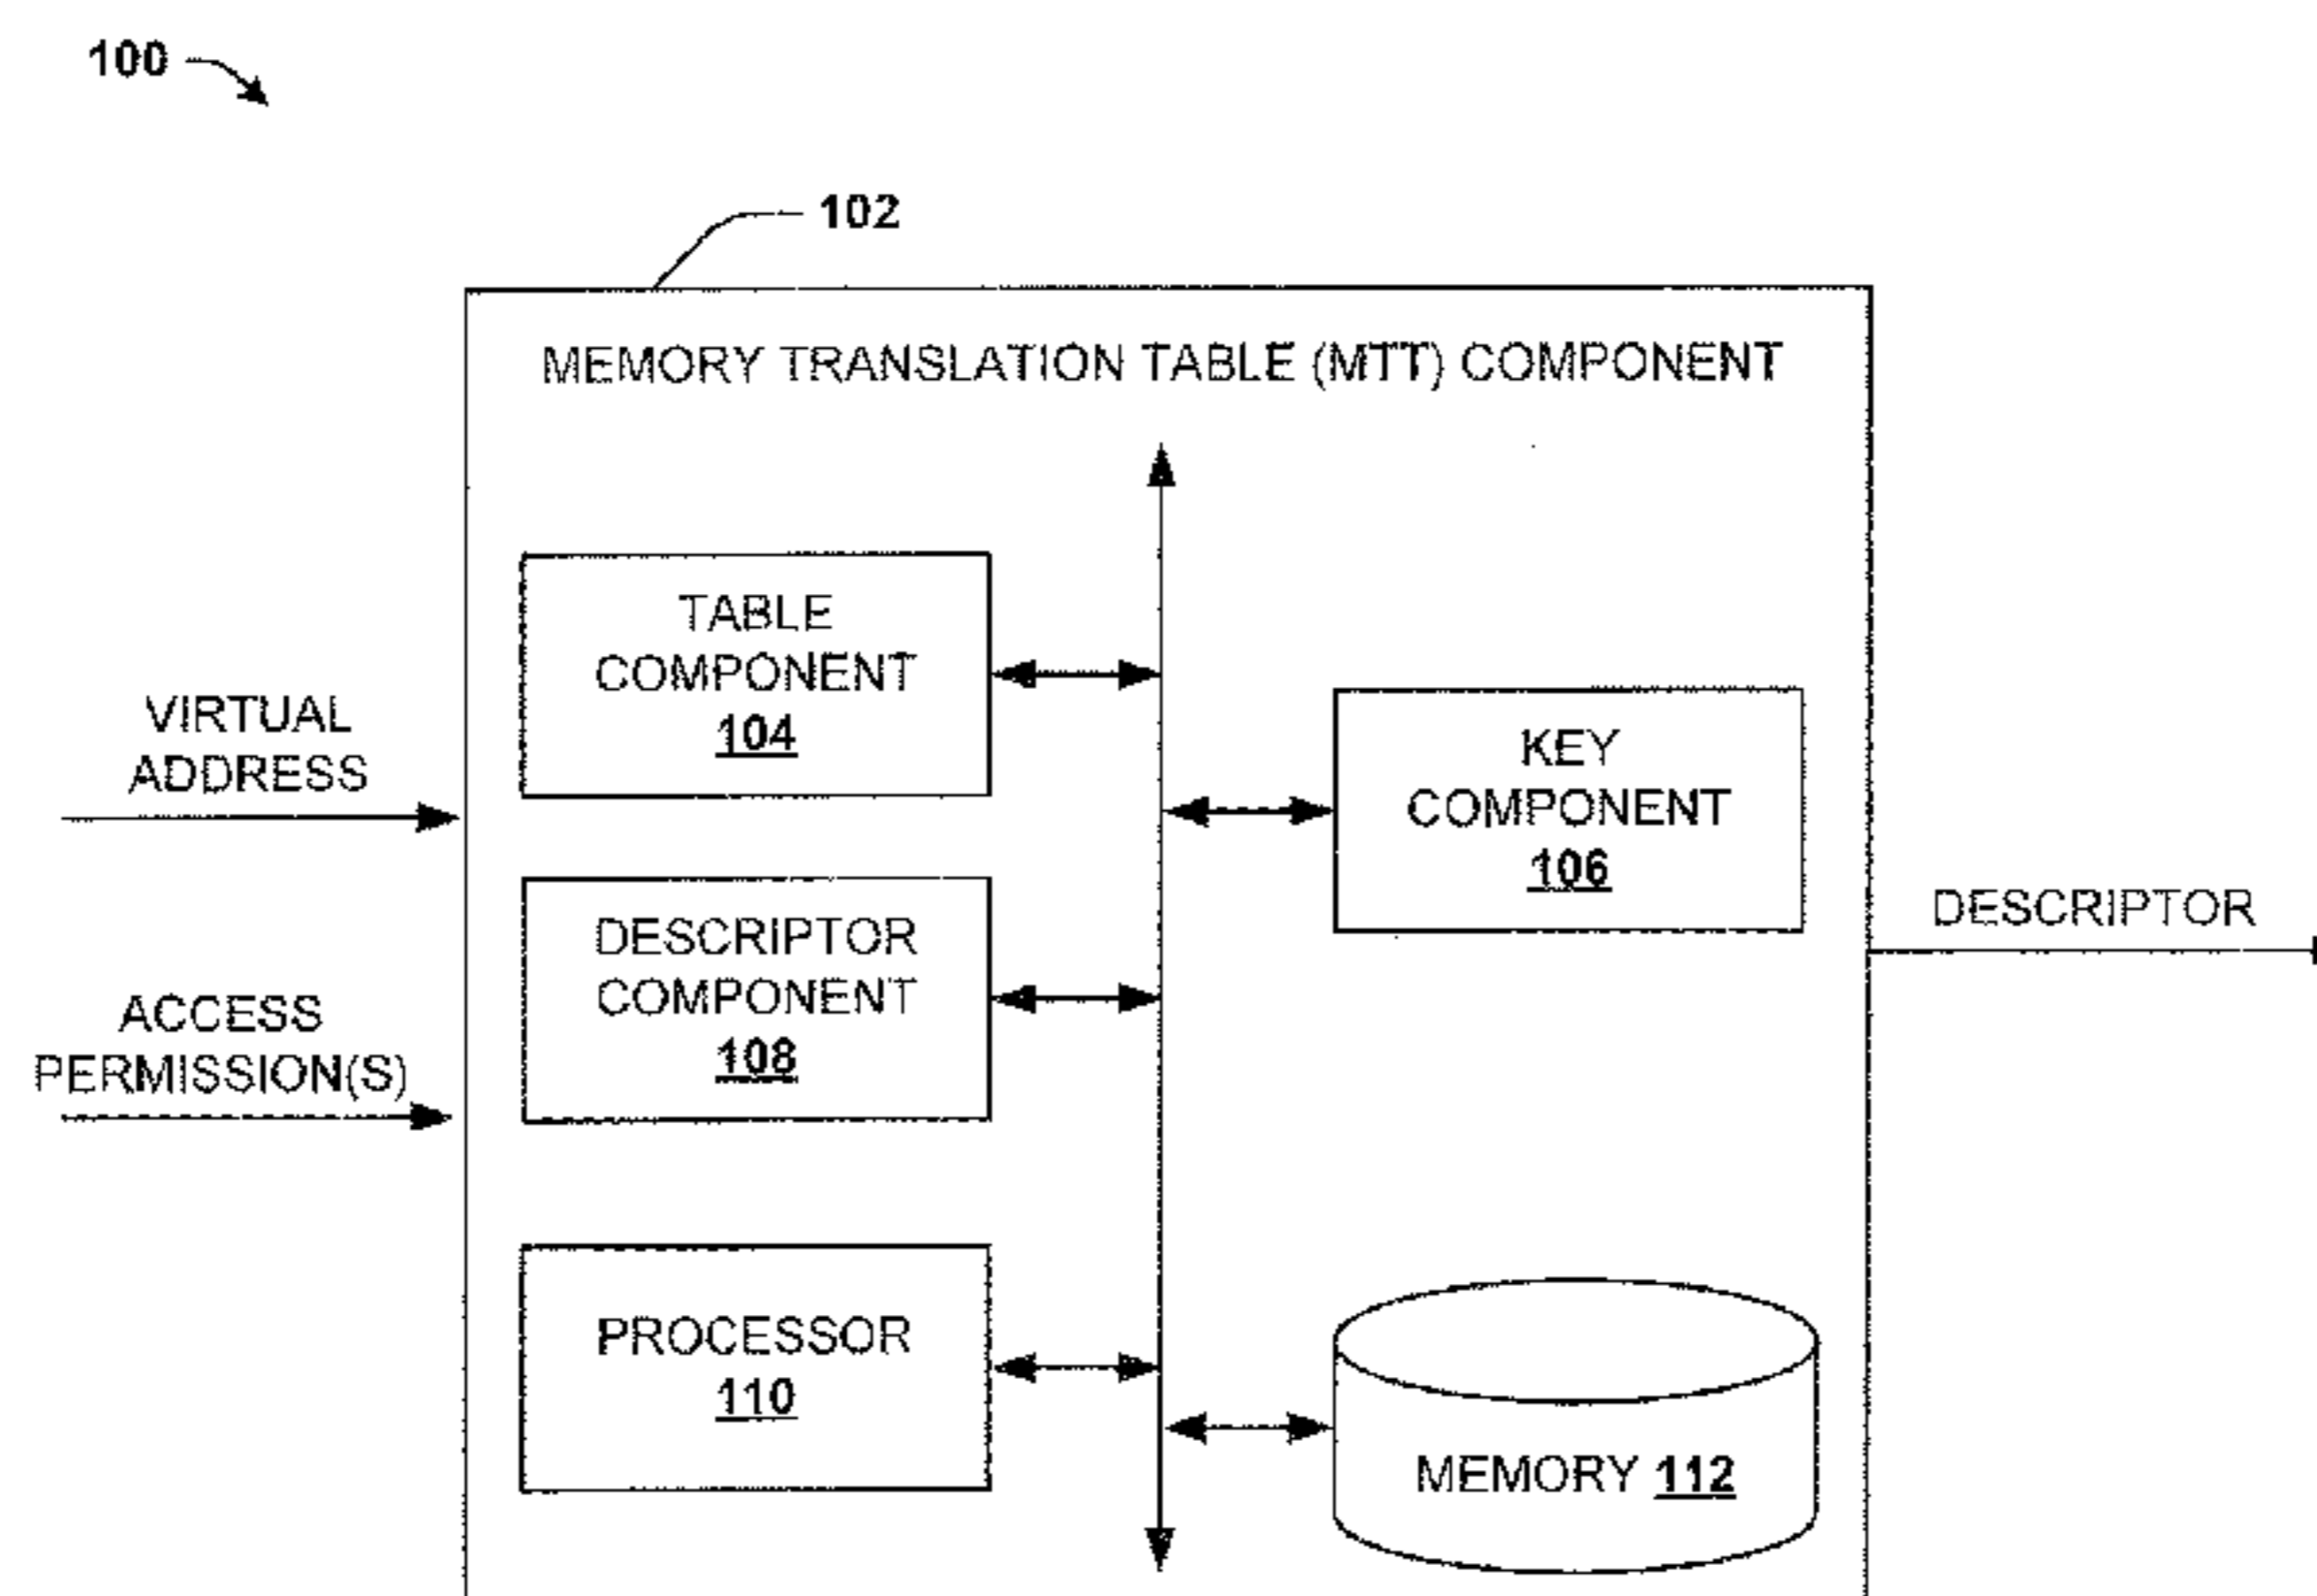 100
102
MEMORY TRANSLATION TABLE (MTT) COMPONENT
TABLE
COMPONENT
104
VIRTUAL
ADDRESS
KEY
COMPONENT
106
DESCRIPTOR
COMPONENT
108
DESCRIPTOR
ACCESS
PERMISSION(S)
PROCESSOR
110
MEMORY 112